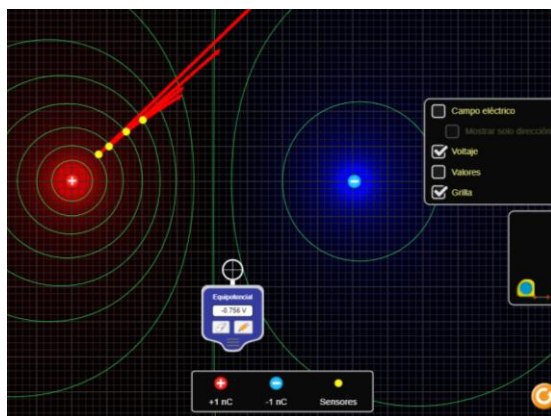 Campo eléctrico
Mostrar solo dirección
Voltaje
Valores
Grilla
Equipotencial
-0.756 V
+1 nC
-1 nC
Sensores